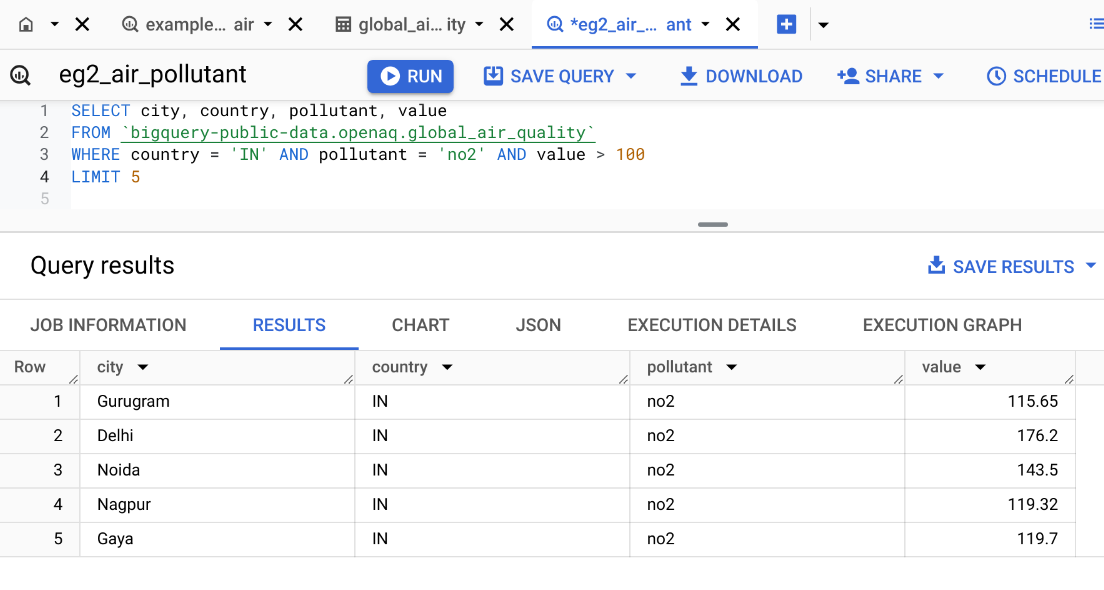 example... air global_ai... ity *eg2_air_... ant
eg2_air_pollutant RUN SAVE QUERY DOWNLOAD SHARE SCHEDULE
1 SELECT city, country, pollutant, value
2 FROM `bigquery-public-data.openaq.global_air_quality`
3 WHERE country = 'IN' AND pollutant = 'no2' AND value > 100
4 LIMIT 5
5
Query results SAVE RESULTS
JOB INFORMATION RESULTS CHART JSON EXECUTION DETAILS EXECUTION GRAPH
Row city country pollutant value
1 Gurugram IN no2 115.65
2 Delhi IN no2 176.2
3 Noida IN no2 143.5
4 Nagpur IN no2 119.32
5 Gaya IN no2 119.7